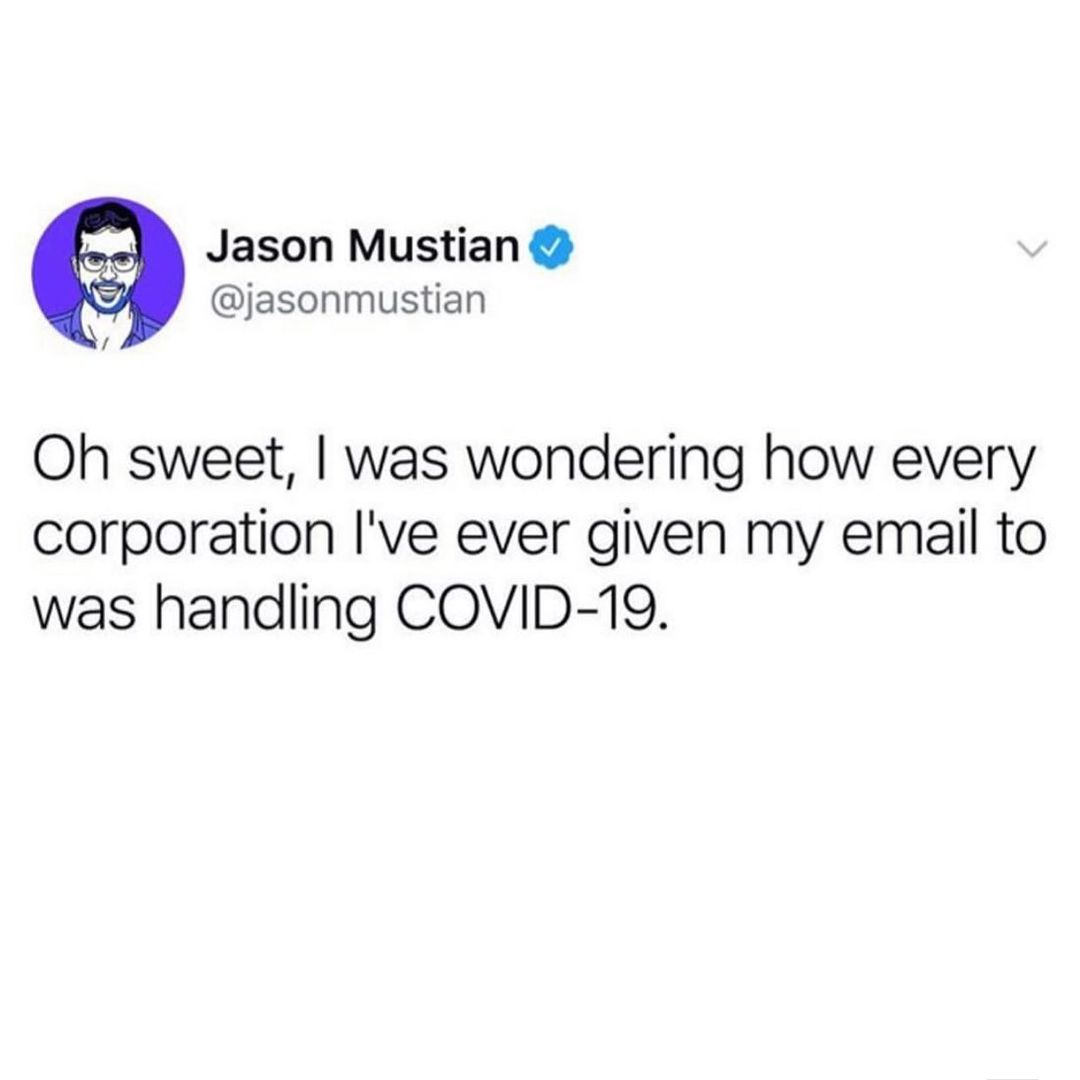 Jason Mustian
@jasonmustian
Oh sweet, I was wondering how every
corporation I've ever given my email to
was handling COVID-19.